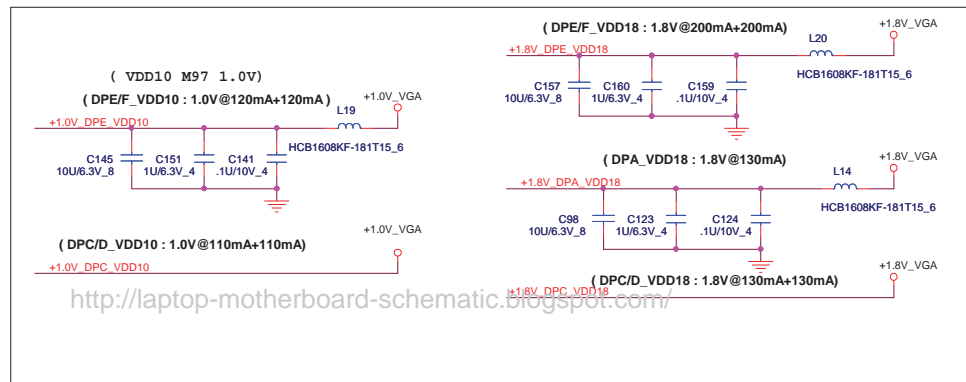 ( VDD10 M97 1.0V)
(DPE/F_VDD10 : 1.0V@120mA+120mA )
+1.0V_VGA
L19
+1.0V_DPE_VDD10
HCB1608KF-181T15_6
C145
10U/6.3V_8
C151
1U/6.3V_4
C141
.1U/10V_4
(DPC/D_VDD10 : 1.0V@110mA+110mA)
+1.0V_VGA
+1.0V_DPC_VDD10
( DPE/F_VDD18 : 1.8V@200mA+200mA)
+1.8V_VGA
L20
+1.8V_DPE_VDD18
HCB1608KF-181T15_6
C157
10U/6.3V_8
C160
1U/6.3V_4
C159
.1U/10V_4
(DPA_VDD18 : 1.8V@130mA)
+1.8V_VGA
L14
+1.8V_DPA_VDD18
HCB1608KF-181T15_6
C98
10U/6.3V_8
C123
1U/6.3V_4
C124
.1U/10V_4
(DPC/D_VDD18 : 1.8V@130mA+130mA)
+1.8V_VGA
+1.8V_DPC_VDD18
http://laptop-motherboard-schematic.blogspot.com/